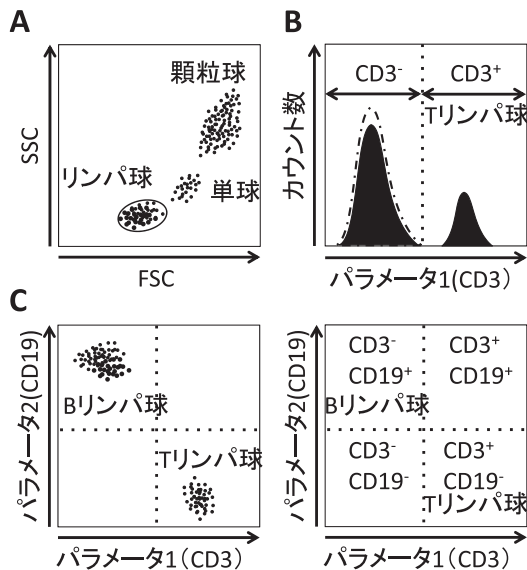 A
SSC
顆粒球
リンパ球
単球
FSC
B
カウント数
CD3⁻
CD3⁺
Tリンパ球
パラメータ1(CD3)
C
パラメータ2(CD19)
Bリンパ球
Tリンパ球
パラメータ1(CD3)
パラメータ2(CD19)
CD3⁻
CD19⁺
Bリンパ球
CD3⁺
CD19⁺
CD3⁻
CD19⁻
CD3⁺
CD19⁻
Tリンパ球
パラメータ1(CD3)